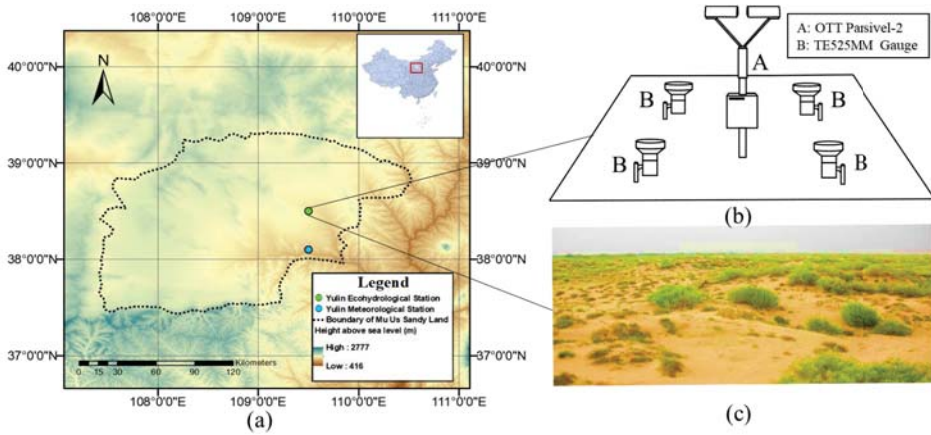 108°0'0"E 109°0'0"E 110°0'0"E 111°0'0"E
N
40°0'0"N
39°0'0"N
38°0'0"N
37°0'0"N
40°0'0"N
39°0'0"N
38°0'0"N
37°0'0"N
Legend
Yulin Ecohydrological Station
Yulin Meteorological Station
Boundary of Mu Us Sandy Land
Height above sea level (m)
High : 2777
Low : 416
Kilometers
0 15 30 60 90 120
108°0'0"E 109°0'0"E 110°0'0"E 111°0'0"E
(a)
A: OTT Parsivel-2
B: TE525MM Gauge
A
B
B
B
B
(b)
(c)